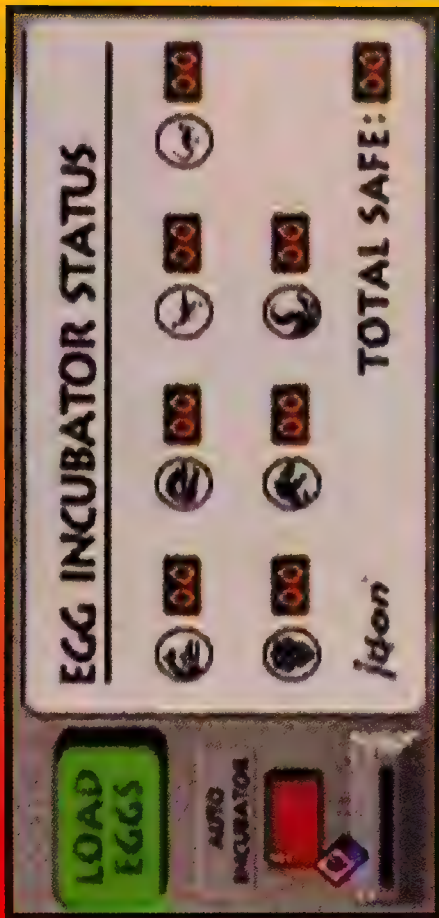 EGG INCUBATOR STATUS
00 00 00 00
00 00 00
TOTAL SAFE: 00
LOAD
EGGS
AUTO
INCUBATOR